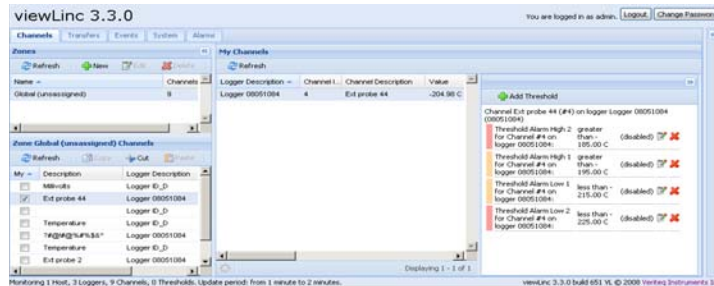 viewLinc 3.3.0
You are logged in as admin. Logout Change Password
Channels Transfers Events System Alarms
Zones
Refresh New Edit Delete
Name Channels
Global (unassigned) 9
Zone Global (unassigned) Channels
Refresh Copy Cut Paste
My Description Logger Description
Millivolts Logger ID_D
Ext probe 44 Logger 08051084
Logger ID_D
Temperature Logger ID_D
Logger ID_D
Temperature Logger ID_D
Ext probe 2 Logger 08051084
My Channels
Refresh
Logger Description Channel I... Channel Description Value
Logger 08051084 4 Ext probe 44 -204.98 C
Displaying 1 - 1 of 1
Add Threshold
Channel Ext probe 44 (#4) on logger Logger 08051084
(08051084)
Threshold Alarm High 2 for Channel #4 on logger 08051084: greater than -185.00 C (disabled)
Threshold Alarm High 1 for Channel #4 on logger 08051084: greater than -195.00 C (disabled)
Threshold Alarm Low 1 for Channel #4 on logger 08051084: less than -215.00 C (disabled)
Threshold Alarm Low 2 for Channel #4 on logger 08051084: less than -225.00 C (disabled)
Monitoring 1 Host, 3 Loggers, 9 Channels, 0 Thresholds. Update period: from 1 minute to 2 minutes.
viewLinc 3.3.0 build 651 VL © 2008 Veriteq Instruments